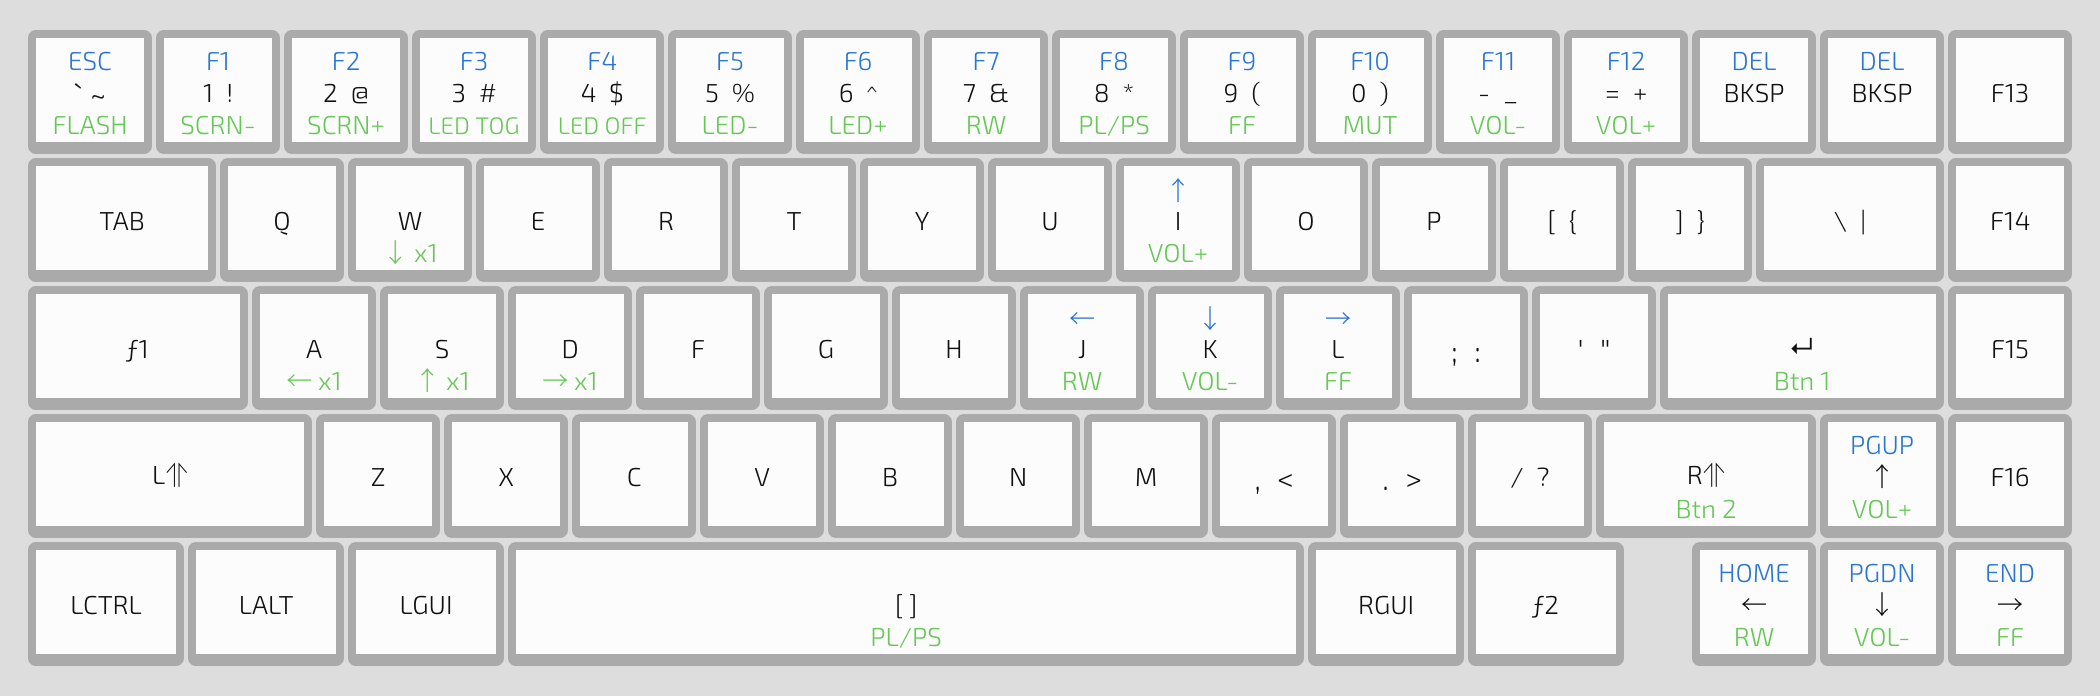 ESC F1 F2 F3 F4 F5 F6 F7 F8 F9 F10 F11 F12 DEL DEL
` ~ 1 ! 2 @ 3 # 4 $ 5 % 6 ^ 7 & 8 * 9 ( 0 ) - _ = + BKSP BKSP F13
FLASH SCRN- SCRN+ LED TOG LED OFF LED- LED+ RW PL/PS FF MUT VOL- VOL+
↑
TAB Q W E R T Y U I O P [ { ] } \ | F14
↓ x1 VOL+
← ↓ →
ƒ1 A S D F G H J K L ; : ' " ↵ F15
← x1 ↑ x1 → x1 RW VOL- FF Btn 1
PGUP
L⇑ Z X C V B N M , < . > / ? R⇑ ↑ F16
Btn 2 VOL+
HOME PGDN END
LCTRL LALT LGUI [ ] RGUI ƒ2 ← ↓ →
PL/PS RW VOL- FF